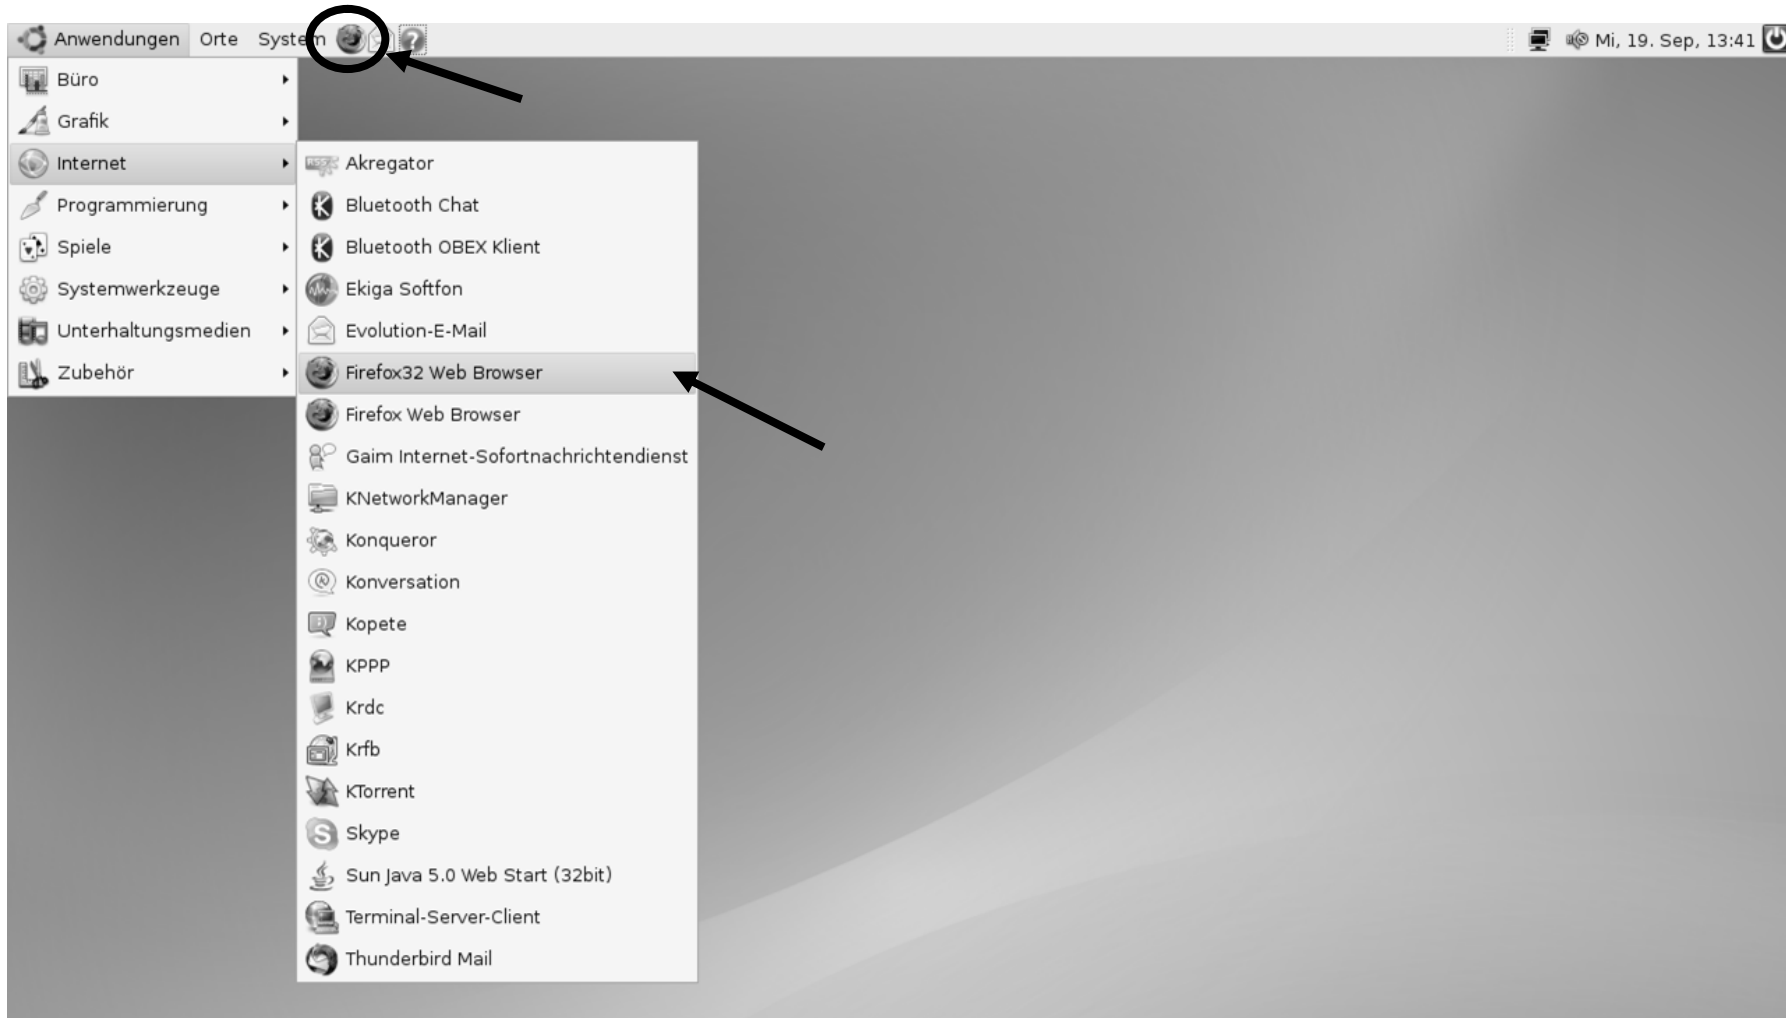 Anwendungen Orte System Mi, 19. Sep, 13:41
Büro
Grafik
Internet
Programmierung
Spiele
Systemwerkzeuge
Unterhaltungsmedien
Zubehör
Akregator
Bluetooth Chat
Bluetooth OBEX Klient
Ekiga Softfon
Evolution-E-Mail
Firefox32 Web Browser
Firefox Web Browser
Gaim Internet-Sofortnachrichtendienst
KNetworkManager
Konqueror
Konversation
Kopete
KPPP
Krdc
Krfb
KTorrent
Skype
Sun Java 5.0 Web Start (32bit)
Terminal-Server-Client
Thunderbird Mail